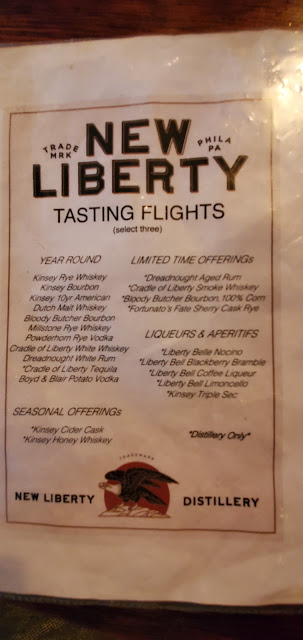 TRADE MRK
NEW
PHILA PA
LIBERTY
TASTING FLIGHTS
(select three)
YEAR ROUND
Kinsey Rye Whiskey
Kinsey Bourbon
Kinsey 10yr American
Dutch Malt Whiskey
Bloody Butcher Bourbon
Millstone Rye Whiskey
Powderhorn Rye Vodka
Cradle of Liberty White Whiskey
Dreadnought White Rum
*Cradle of Liberty Tequila
Boyd & Blair Potato Vodka
SEASONAL OFFERINGs
*Kinsey Cider Cask
*Kinsey Honey Whiskey
LIMITED TIME OFFERINGs
*Dreadnought Aged Rum
*Cradle of Liberty Smoke Whiskey
*Bloody Butcher Bourbon, 100% Corn
*Fortunato's Fate Sherry Cask Rye
LIQUEURS & APERITIFS
*Liberty Belle Nocino
*Liberty Bell Blackberry Bramble
*Liberty Bell Coffee Liqueur
*Liberty Bell Limoncello
*Kinsey Triple Sec
*Distillery Only*
TRADEMARK
NEW LIBERTY DISTILLERY